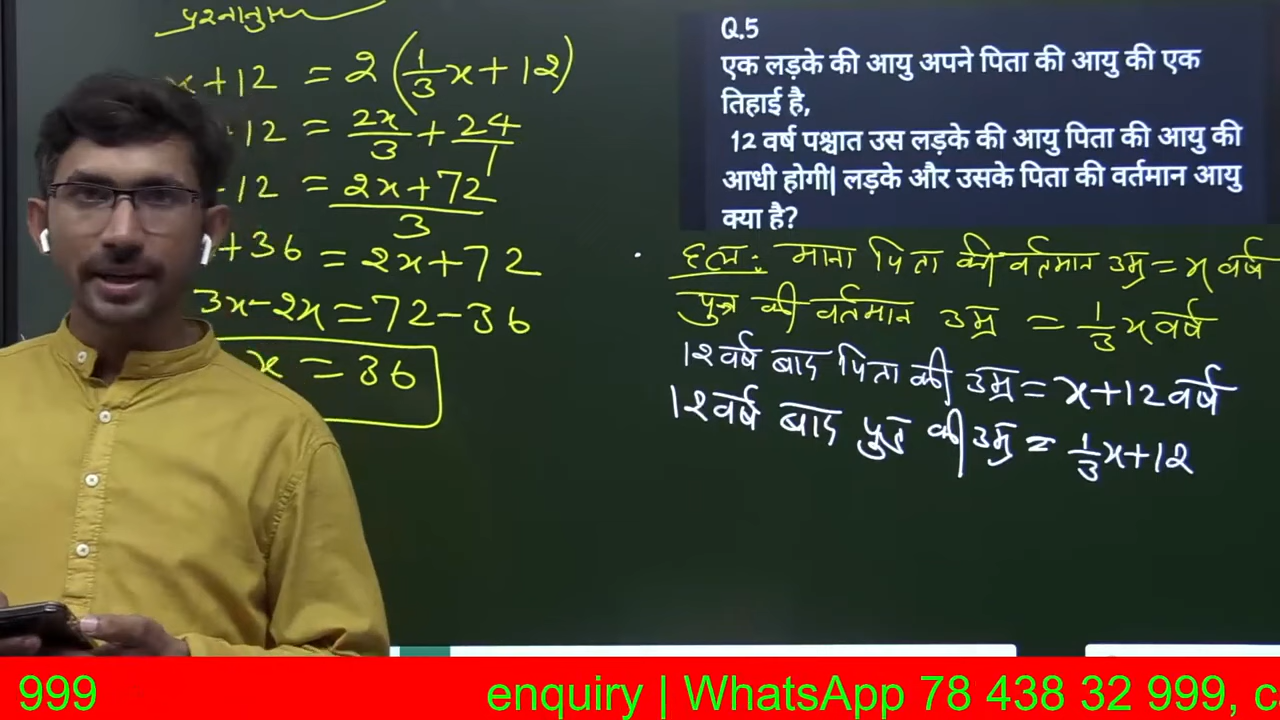 प्रश्नानुसार
x+12 = 2(1/3x+12)
12 = 2x/3 + 24/1
12 = 2x+72/3
+36 = 2x+72
3x-2x = 72-36
x = 36
Q.5
एक लड़के की आयु अपने पिता की आयु की एक
तिहाई है,
12 वर्ष पश्चात उस लड़के की आयु पिता की आयु की
आधी होगी| लड़के और उसके पिता की वर्तमान आयु
क्या है?
हल: माना पिता की वर्तमान उम्र = x वर्ष
पुत्र की वर्तमान उम्र = 1/3 x वर्ष
12 वर्ष बाद पिता की उम्र = x+12 वर्ष
12 वर्ष बाद पुत्र की उम्र = 1/3x+12
999 enquiry | WhatsApp 78 438 32 999, c